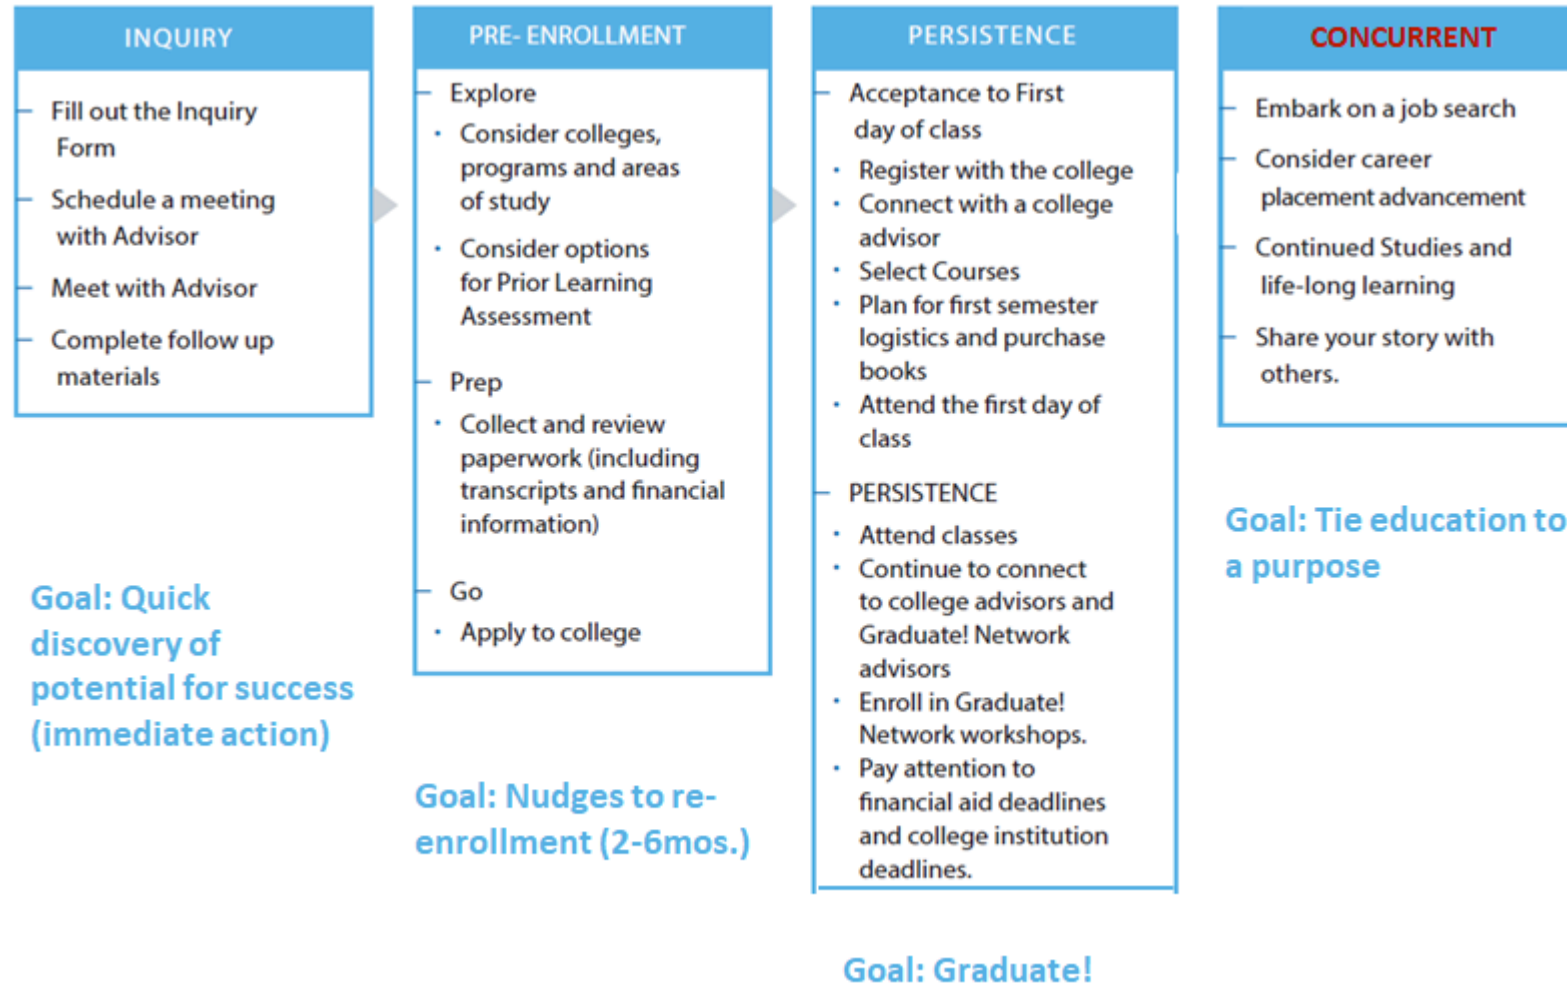 INQUIRY
Fill out the Inquiry
Form
Schedule a meeting
with Advisor
Meet with Advisor
Complete follow up
materials
Goal: Quick
discovery of
potential for success
(immediate action)
PRE- ENROLLMENT
Explore
• Consider colleges,
programs and areas
of study
• Consider options
for Prior Learning
Assessment
Prep
• Collect and review
paperwork (including
transcripts and financial
information)
Go
• Apply to college
Goal: Nudges to re-
enrollment (2-6mos.)
PERSISTENCE
Acceptance to First
day of class
• Register with the college
• Connect with a college
advisor
• Select Courses
• Plan for first semester
logistics and purchase
books
• Attend the first day of
class
PERSISTENCE
• Attend classes
• Continue to connect
to college advisors and
Graduate! Network
advisors
• Enroll in Graduate!
Network workshops.
• Pay attention to
financial aid deadlines
and college institution
deadlines.
Goal: Graduate!
CONCURRENT
Embark on a job search
Consider career
placement advancement
Continued Studies and
life-long learning
Share your story with
others.
Goal: Tie education to
a purpose